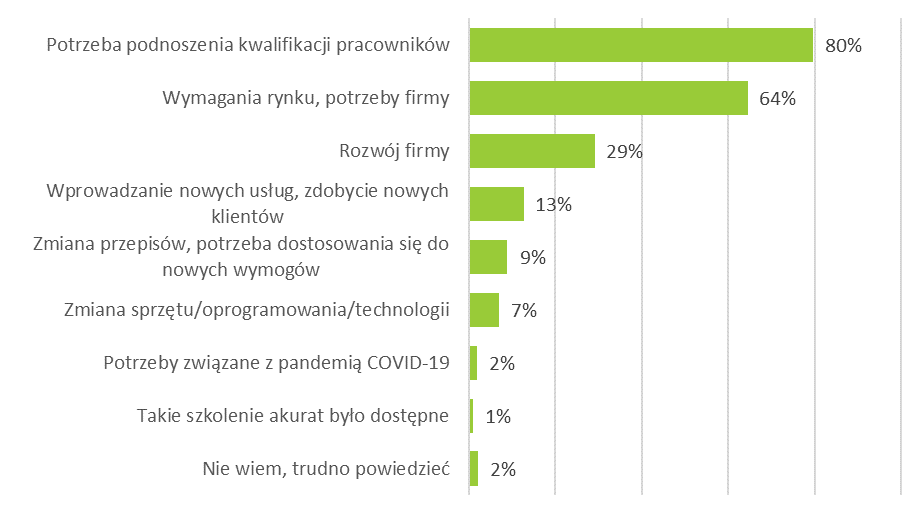 Potrzeba podnoszenia kwalifikacji pracowników 80%
Wymagania rynku, potrzeby firmy 64%
Rozwój firmy 29%
Wprowadzanie nowych usług, zdobycie nowych
klientów 13%
Zmiana przepisów, potrzeba dostosowania się do
nowych wymogów 9%
Zmiana sprzętu/oprogramowania/technologii 7%
Potrzeby związane z pandemią COVID-19 2%
Takie szkolenie akurat było dostępne 1%
Nie wiem, trudno powiedzieć 2%